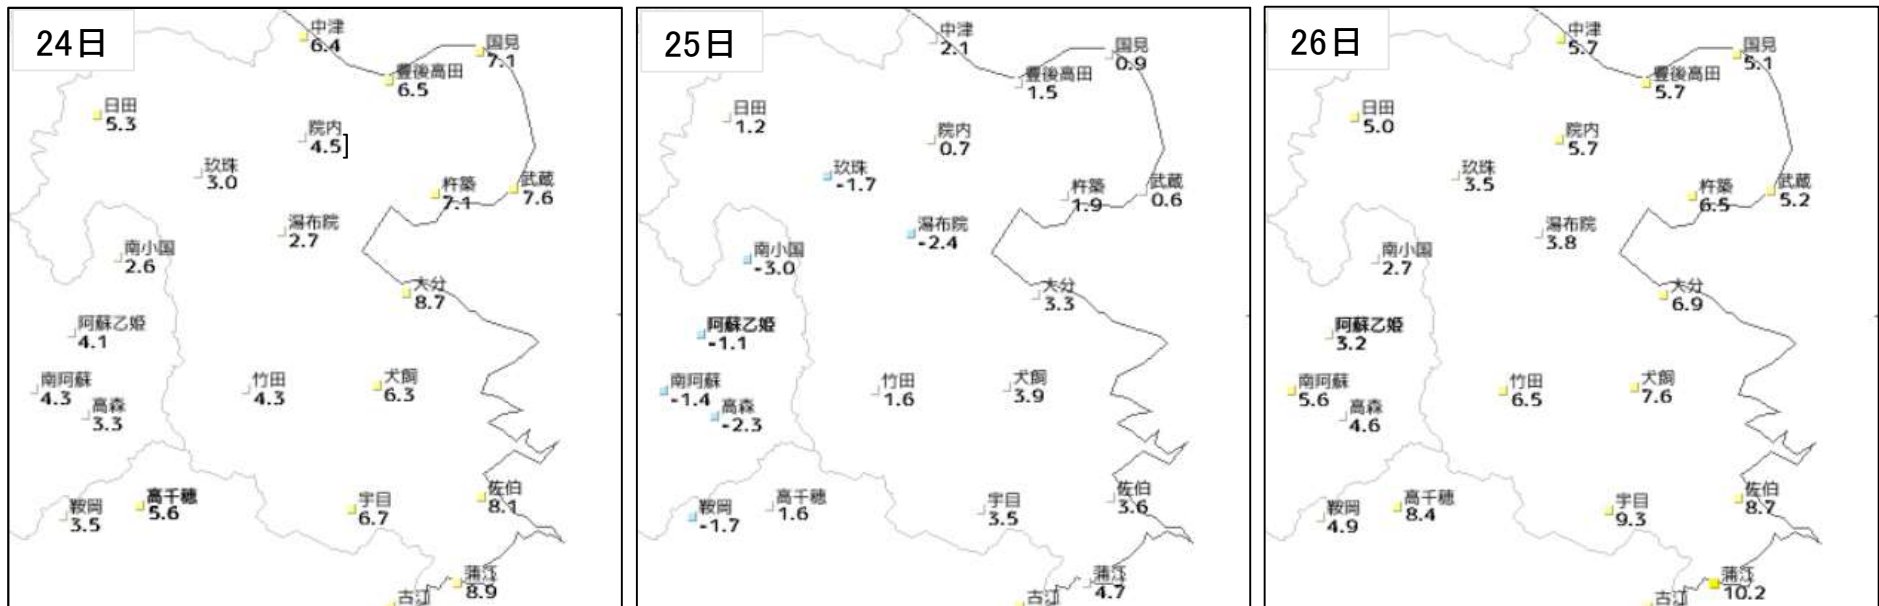 24日
中津
6.4
国見
7.1
豊後高田
6.5
日田
5.3
院内
4.5]
玖珠
3.0
杵築
7.1
武蔵
7.6
湯布院
2.7
南小国
2.6
大分
8.7
阿蘇乙姫
4.1
南阿蘇
4.3
高森
3.3
竹田
4.3
犬飼
6.3
鞍岡
3.5
高千穂
5.6
宇目
6.7
佐伯
8.1
蒲江
8.9
古江
25日
中津
2.1
国見
0.9
豊後高田
1.5
日田
1.2
院内
0.7
玖珠
-1.7
杵築
1.9
武蔵
0.6
湯布院
-2.4
南小国
-3.0
大分
3.3
阿蘇乙姫
-1.1
南阿蘇
-1.4
高森
-2.3
竹田
1.6
犬飼
3.9
鞍岡
-1.7
高千穂
1.6
宇目
3.5
佐伯
3.6
蒲江
4.7
古江
26日
中津
5.7
国見
5.1
豊後高田
5.7
日田
5.0
院内
5.7
玖珠
3.5
杵築
6.5
武蔵
5.2
湯布院
3.8
南小国
2.7
大分
6.9
阿蘇乙姫
3.2
南阿蘇
5.6
高森
4.6
竹田
6.5
犬飼
7.6
鞍岡
4.9
高千穂
8.4
宇目
9.3
佐伯
8.7
蒲江
10.2
古江